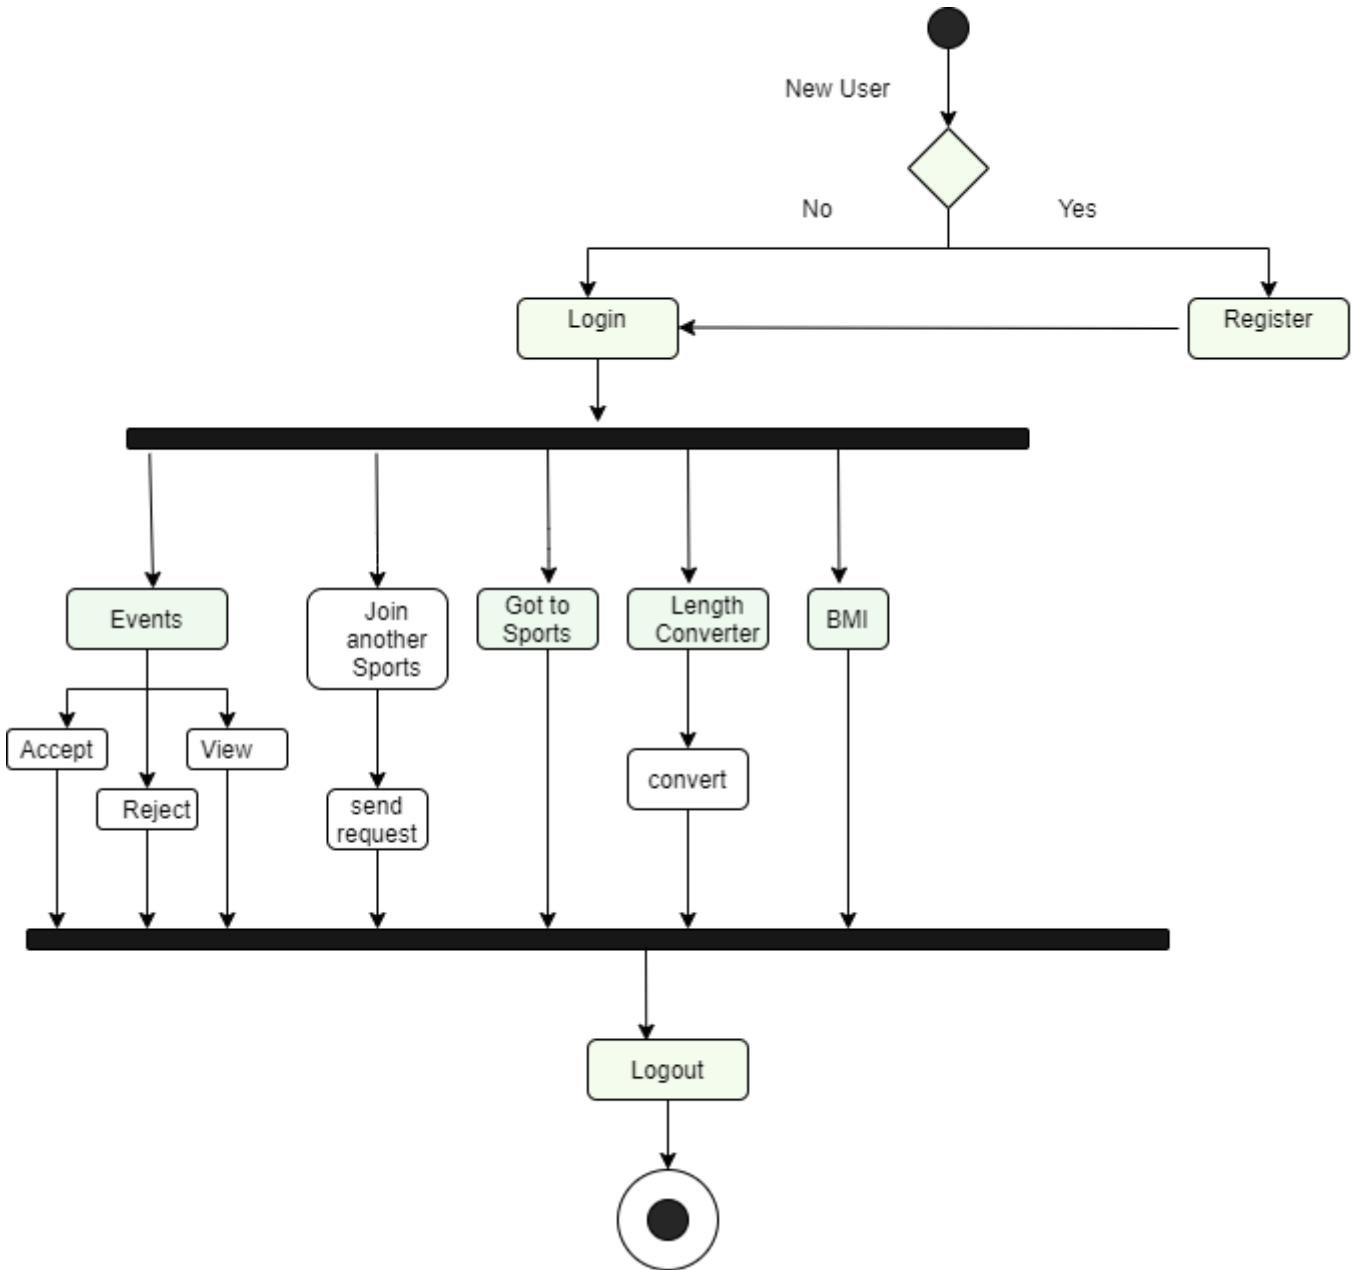 New User
No
Yes
Login
Register
Events
Join
another
Sports
Got to
Sports
Length
Converter
BMI
Accept
View
Reject
send
request
convert
Logout